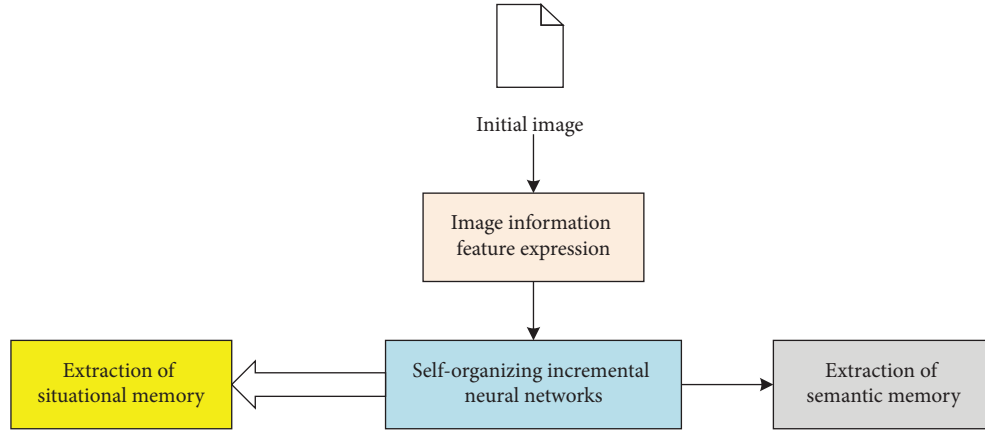 Initial image
Image information
feature expression
Extraction of
situational memory
Self-organizing incremental
neural networks
Extraction of
semantic memory